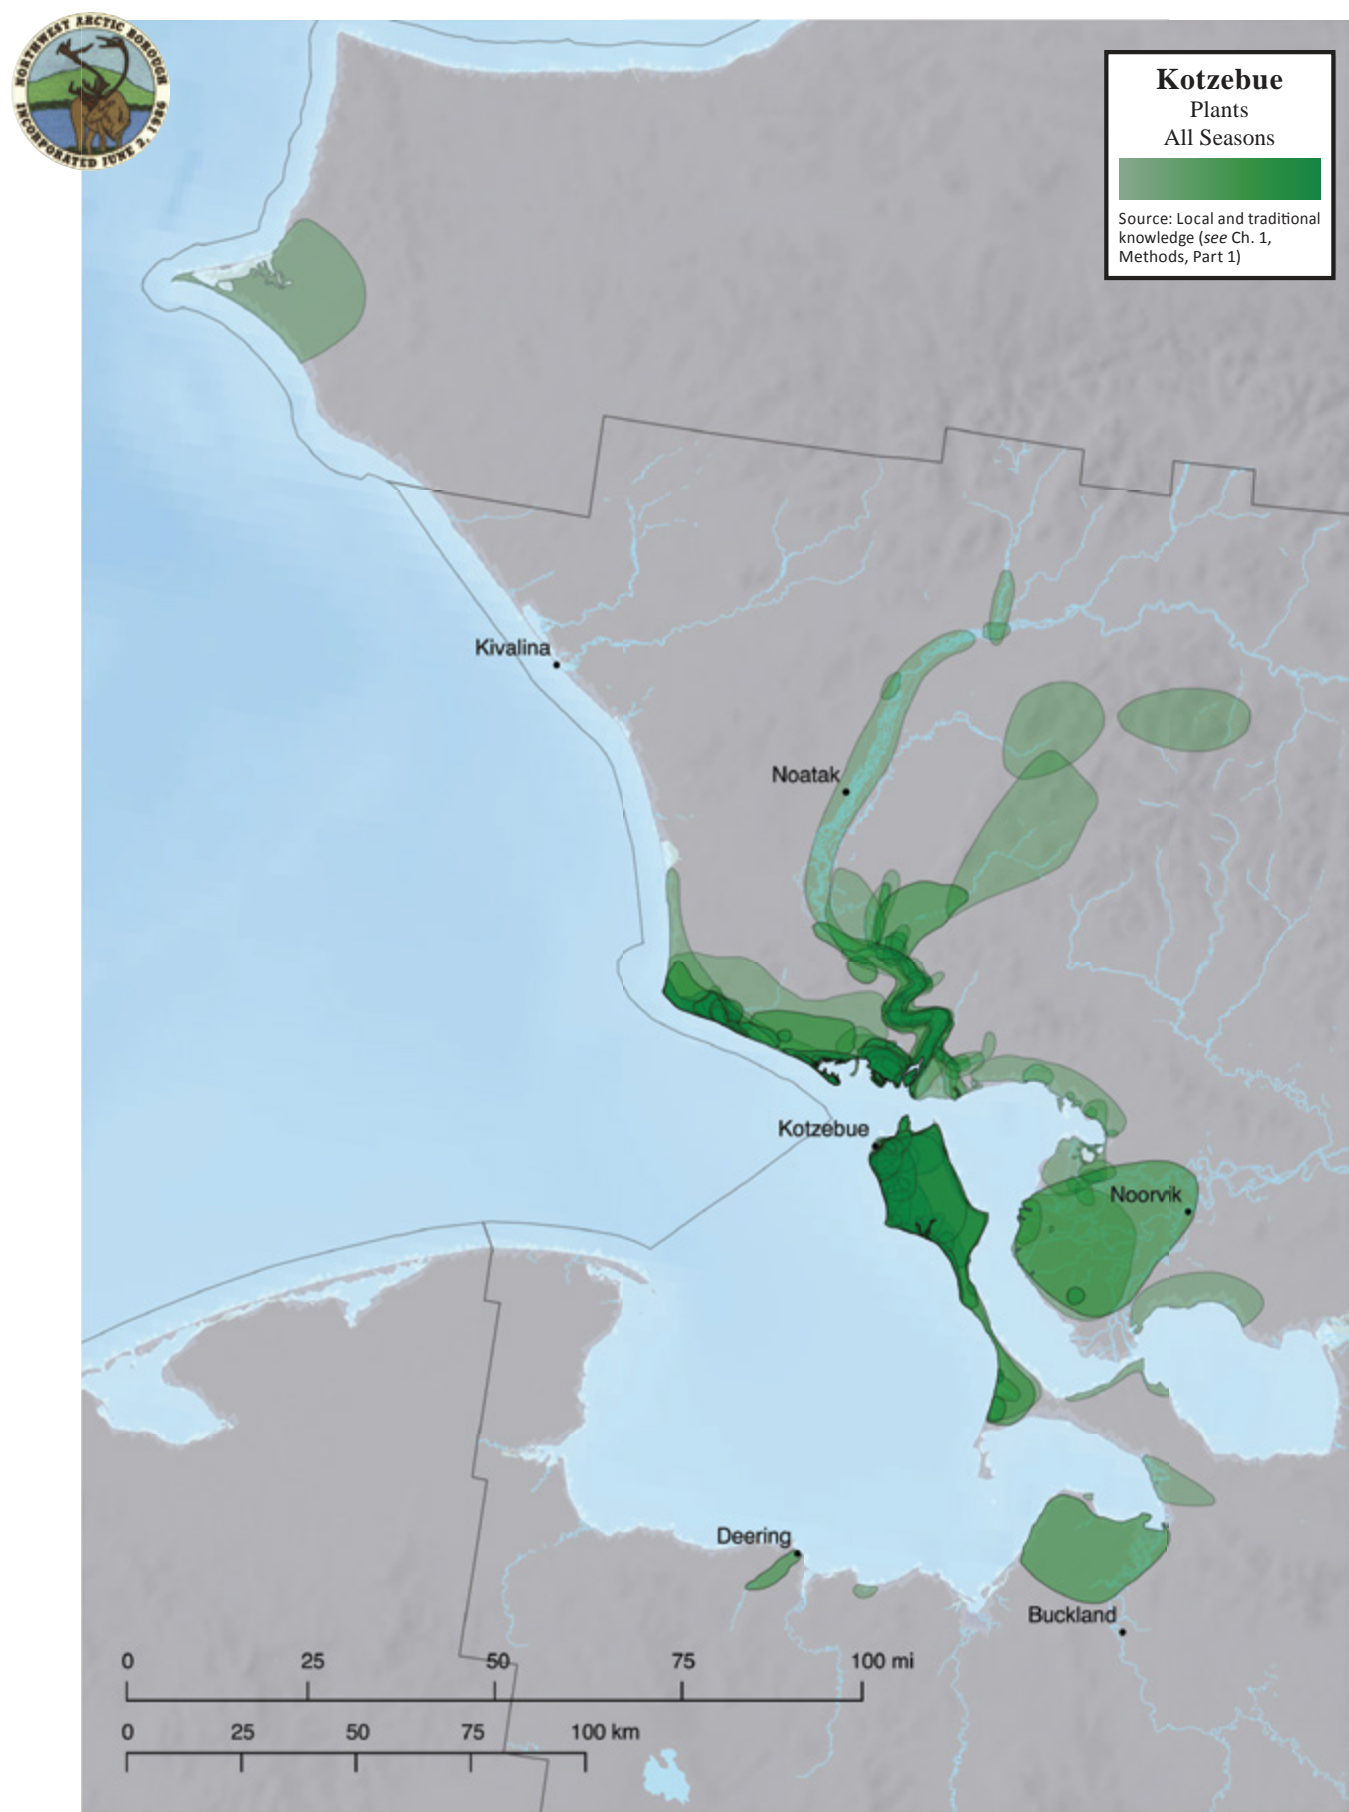 NORTHWEST ARCTIC BOROUGH
INCORPORATED JUNE 2, 1986
Kotzebue
Plants
All Seasons
Source: Local and traditional
knowledge (see Ch. 1,
Methods, Part 1)
Kivalina
Noatak
Kotzebue
Noorvik
Deering
Buckland
0 25 50 75 100 mi
0 25 50 75 100 km